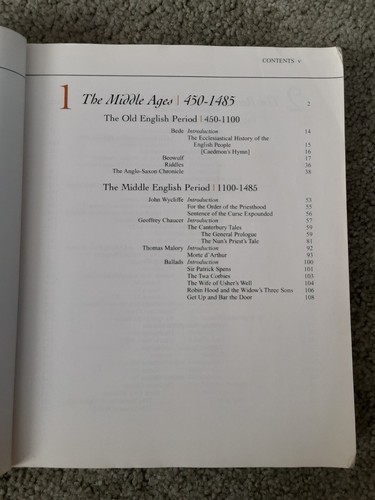 CONTENTS v
1 The Middle Ages | 450-1485 2
The Old English Period | 450-1100
Bede Introduction 14
The Ecclesiastical History of the
English People 15
[Caedmon's Hymn] 16
Beowulf 17
Riddles 36
The Anglo-Saxon Chronicle 38
The Middle English Period | 1100-1485
John Wycliffe Introduction 53
For the Order of the Priesthood 55
Sentence of the Curse Expounded 56
Geoffrey Chaucer Introduction 57
The Canterbury Tales 59
The General Prologue 59
The Nun's Priest's Tale 81
Thomas Malory Introduction 92
Morte d'Arthur 93
Ballads Introduction 100
Sir Patrick Spens 101
The Twa Corbies 103
The Wife of Usher's Well 104
Robin Hood and the Widow's Three Sons 106
Get Up and Bar the Door 108